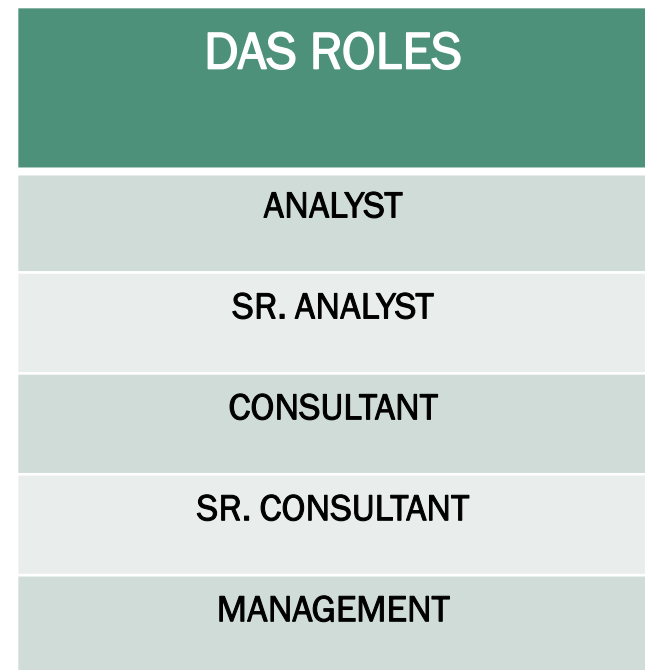 DAS ROLES
ANALYST
SR. ANALYST
CONSULTANT
SR. CONSULTANT
MANAGEMENT